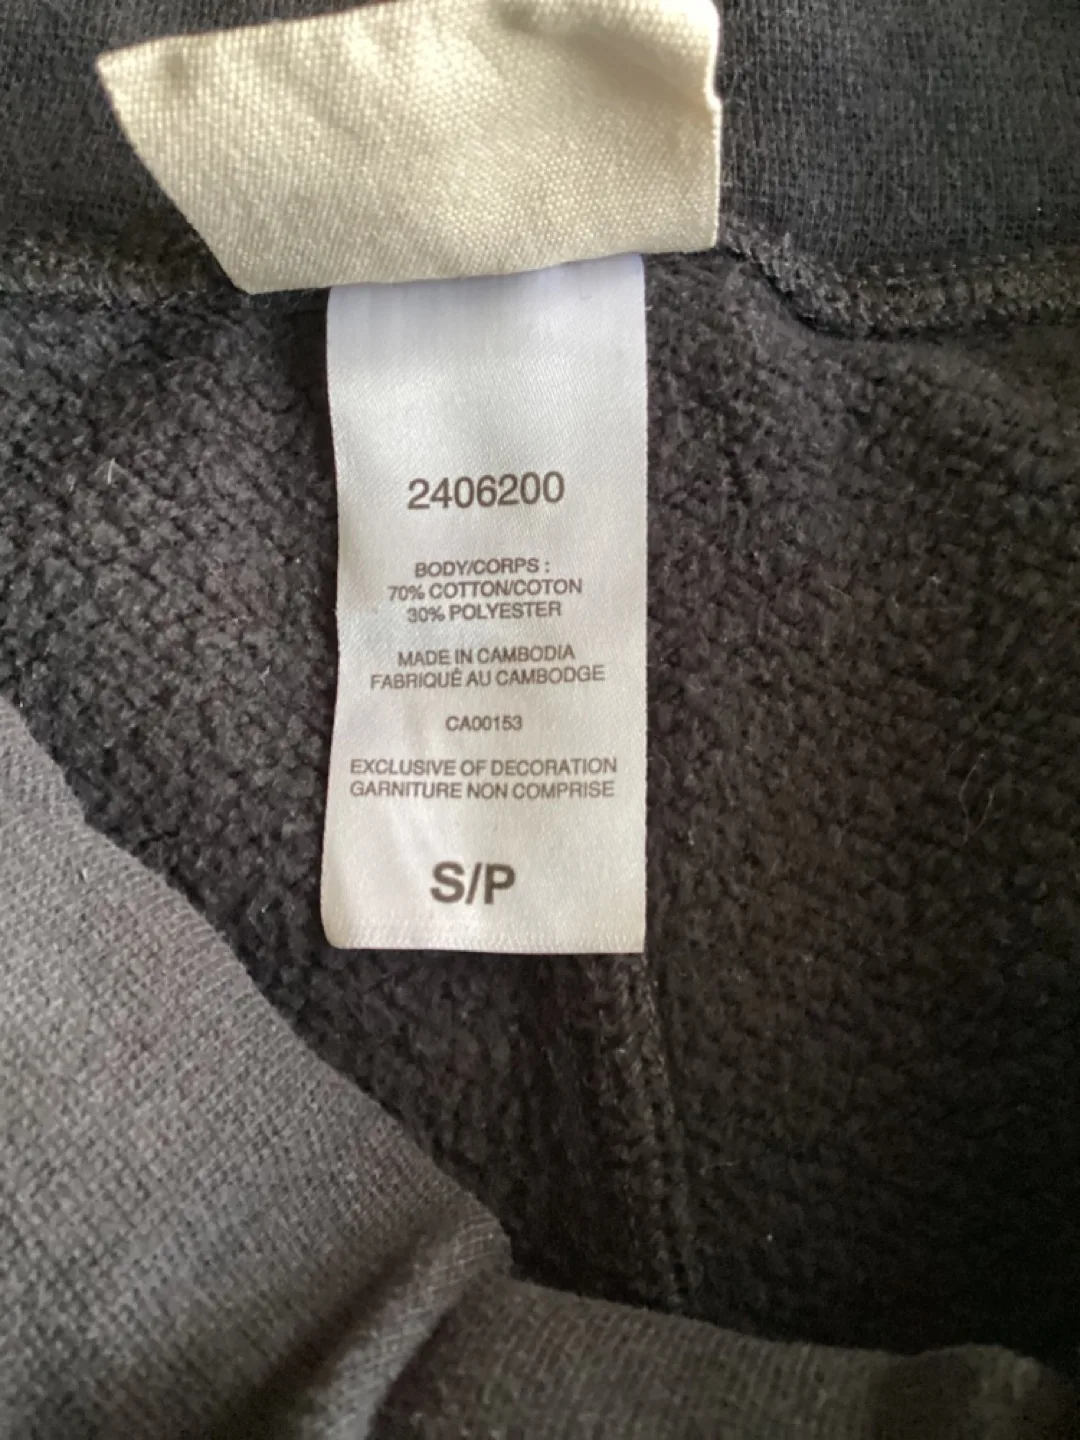 2406200
BODY/CORPS :
70% COTTON/COTON
30% POLYESTER
MADE IN CAMBODIA
FABRIQUÉ AU CAMBODGE
CA00153
EXCLUSIVE OF DECORATION
GARNITURE NON COMPRISE
S/P